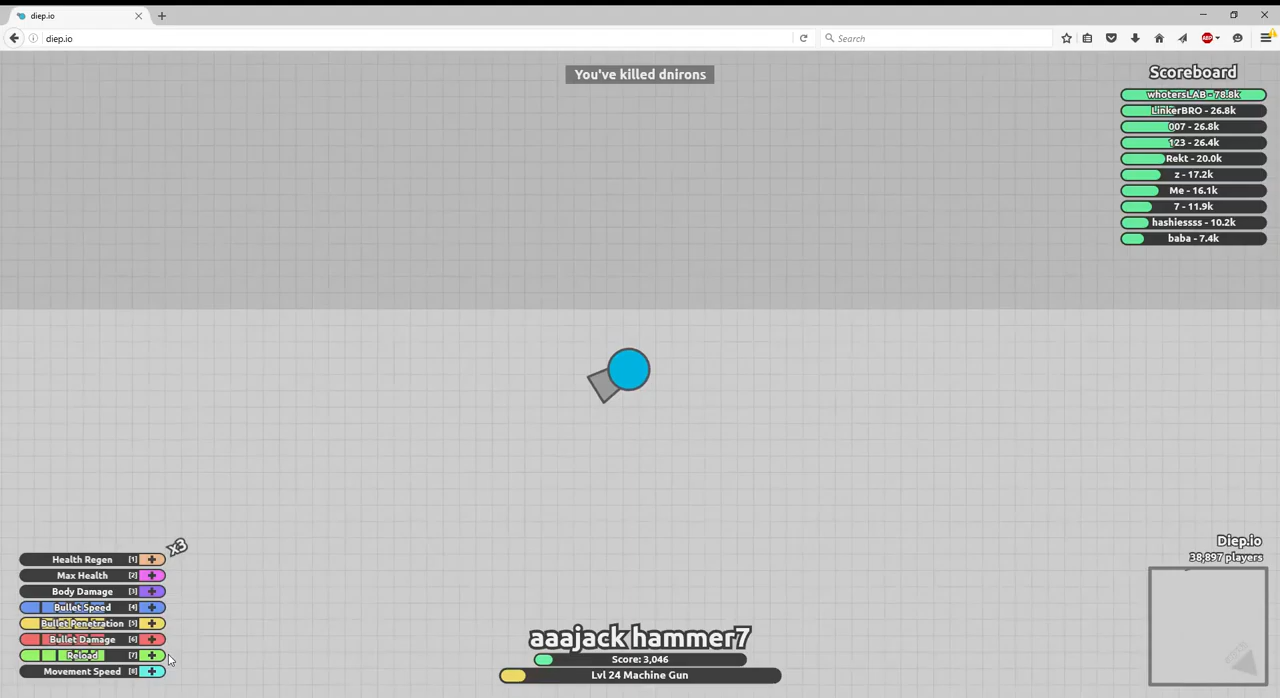 diep.io
diep.io
Search
ABP
You've killed dnirons
Scoreboard
whotersLAB - 78.8k
LinkerBRO - 26.8k
007 - 26.8k
123 - 26.4k
Rekt - 20.0k
z - 17.2k
Me - 16.1k
7 - 11.9k
hashiessss - 10.2k
baba - 7.4k
x3
Health Regen [1]
Max Health [2]
Body Damage [3]
Bullet Speed [4]
Bullet Penetration [5]
Bullet Damage [6]
Reload [7]
Movement Speed [8]
aaajack hammer7
Score: 3,046
Lvl 24 Machine Gun
Diep.io
38,897 players